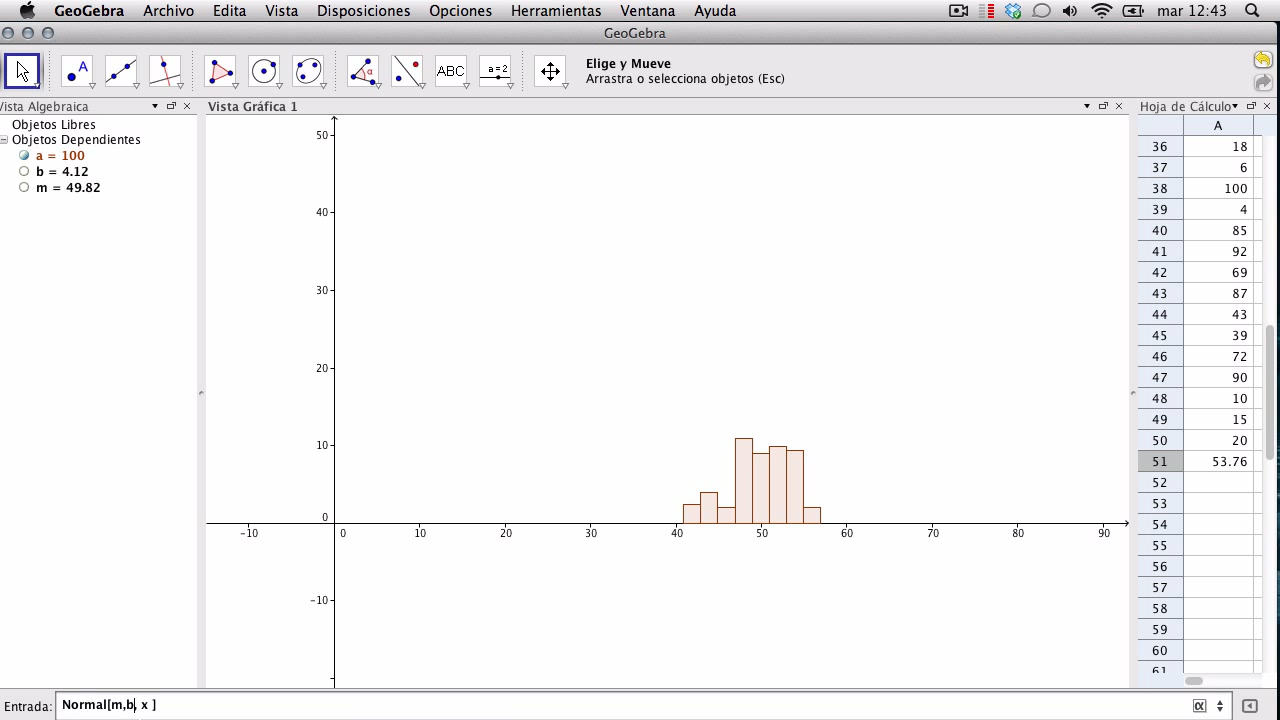 GeoGebra Archivo Edita Vista Disposiciones Opciones Herramientas Ventana Ayuda mar 12:43
GeoGebra
A
α
ABC
a=2
Elige y Mueve
Arrastra o selecciona objetos (Esc)
Vista Algebraica
Vista Gráfica 1
Hoja de Cálculo
Objetos Libres
Objetos Dependientes
a = 100
b = 4.12
m = 49.82
50
40
30
20
10
0
-10
-10 0 10 20 30 40 50 60 70 80 90
A
36 18
37 6
38 100
39 4
40 85
41 92
42 69
43 87
44 43
45 39
46 72
47 90
48 10
49 15
50 20
51 53.76
52
53
54
55
56
57
58
59
60
61
Entrada: Normal[m,b, x ] α